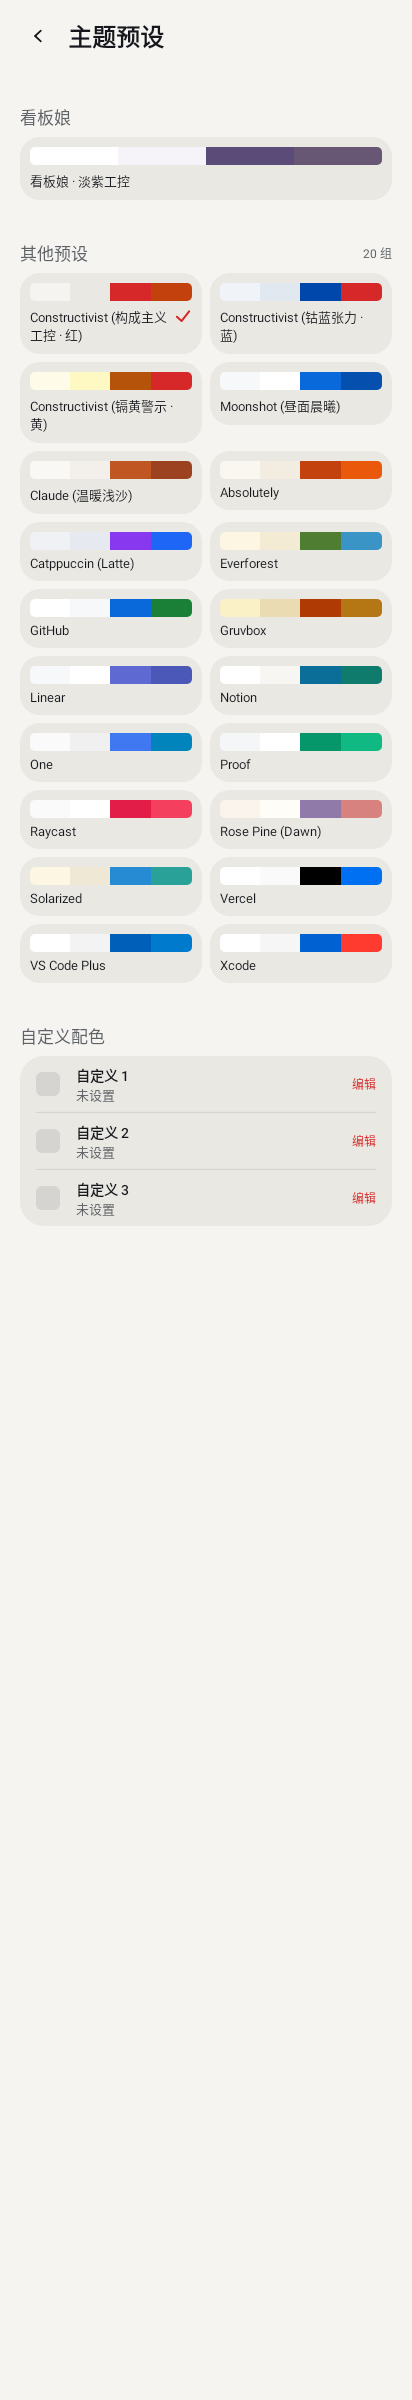 主题预设
看板娘
看板娘 · 淡紫工控
其他预设
20 组
Constructivist (构成主义
工控 · 红)
Constructivist (钴蓝张力 ·
蓝)
Constructivist (镉黄警示 ·
黄)
Moonshot (昼面晨曦)
Claude (温暖浅沙)
Absolutely
Catppuccin (Latte)
Everforest
GitHub
Gruvbox
Linear
Notion
One
Proof
Raycast
Rose Pine (Dawn)
Solarized
Vercel
VS Code Plus
Xcode
自定义配色
自定义 1
未设置
编辑
自定义 2
未设置
编辑
自定义 3
未设置
编辑